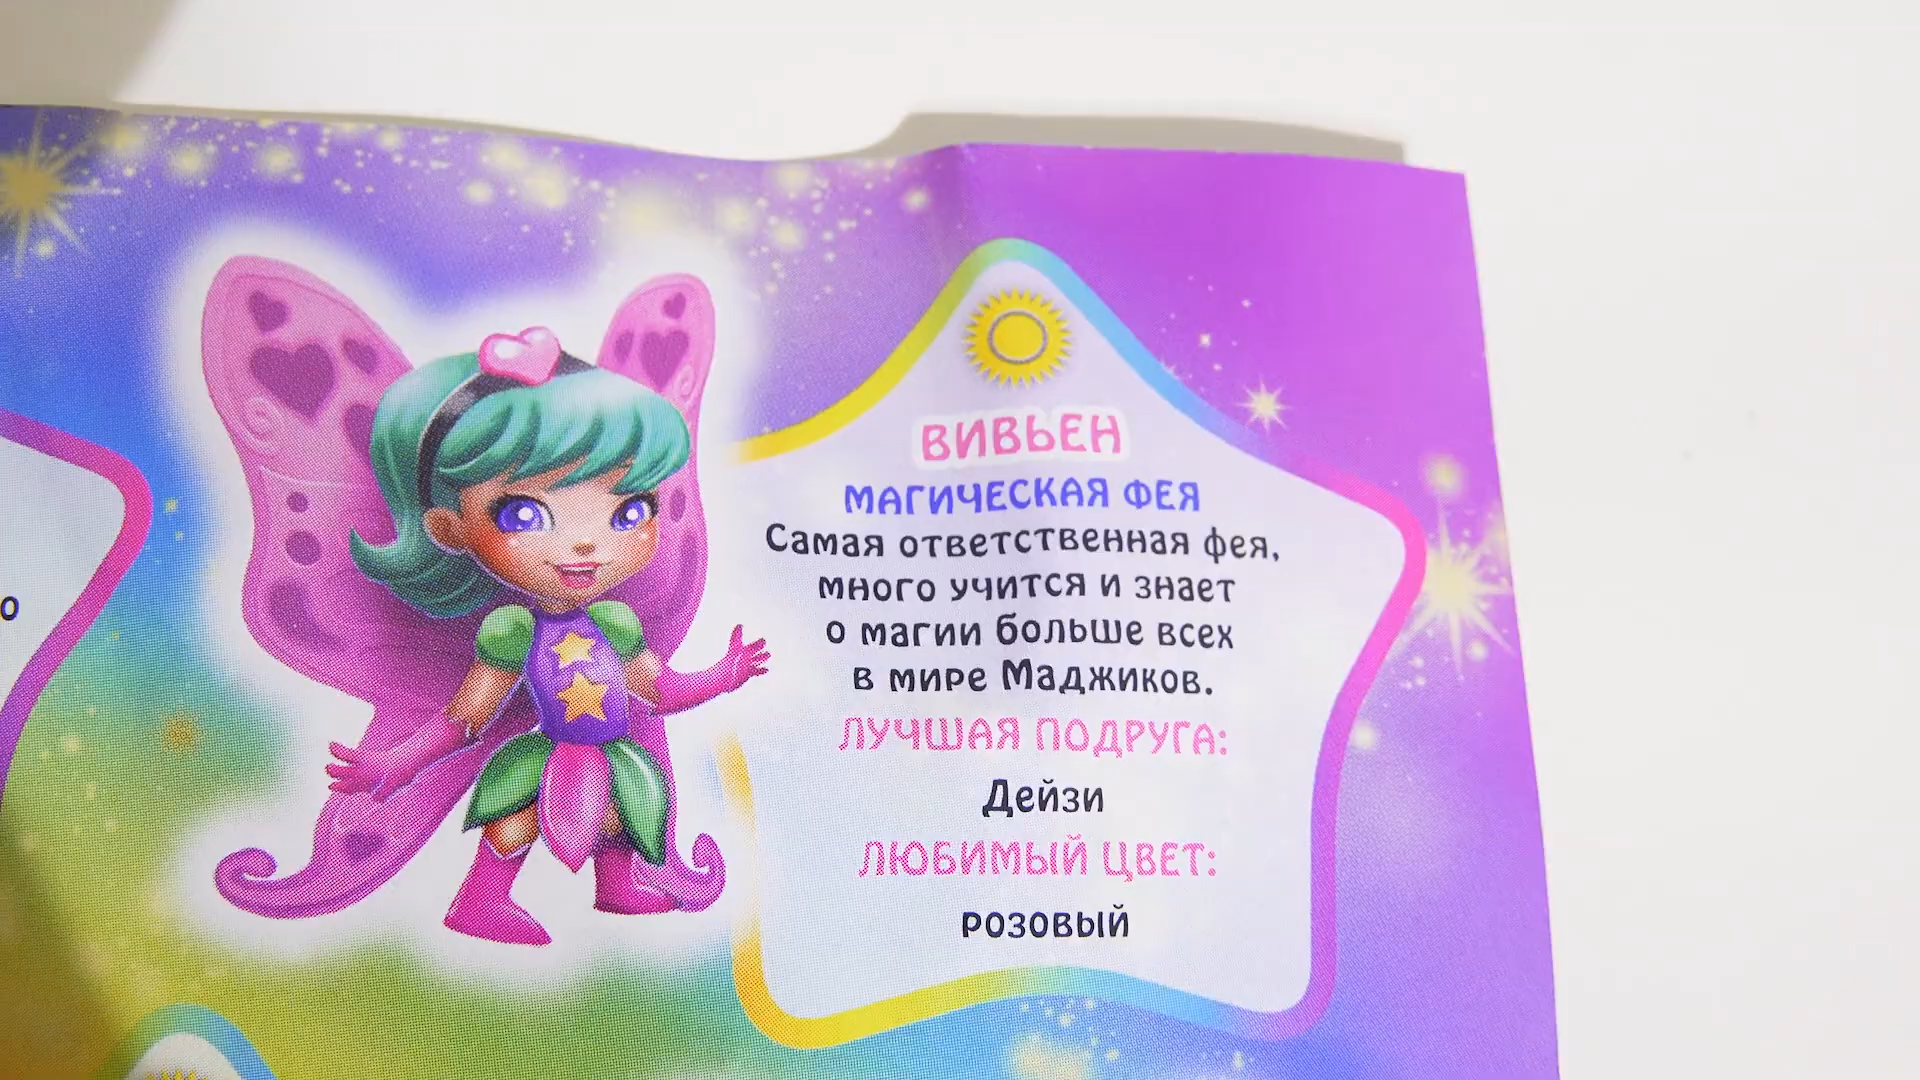 о
ВИВЬЕН
МАГИЧЕСКАЯ ФЕЯ
Самая ответственная фея,
много учится и знает
о магии больше всех
в мире Маджиков.
ЛУЧШАЯ ПОДРУГА:
Дейзи
ЛЮБИМЫЙ ЦВЕТ:
розовый